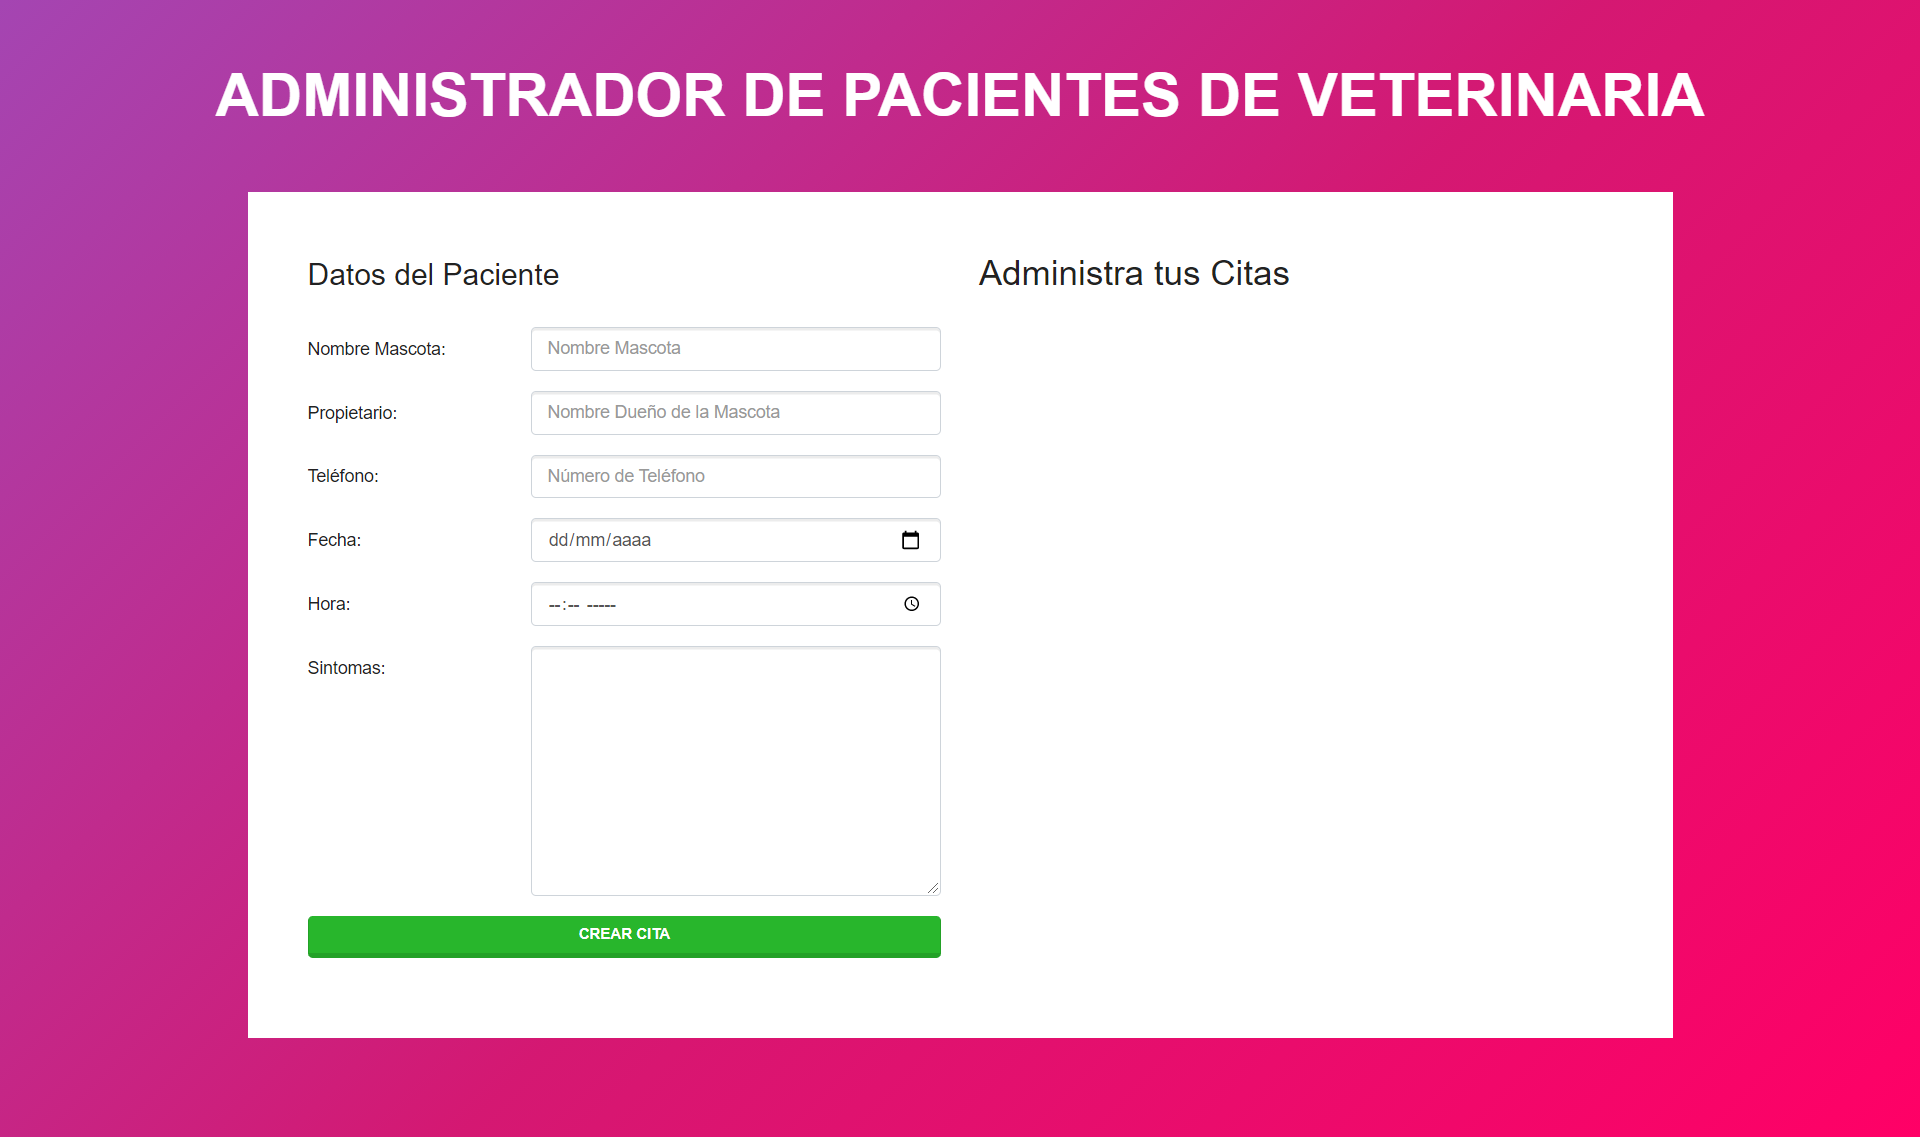 ADMINISTRADOR DE PACIENTES DE VETERINARIA
Datos del Paciente
Nombre Mascota:
Nombre Mascota
Propietario:
Nombre Dueño de la Mascota
Teléfono:
Número de Teléfono
Fecha:
dd/mm/aaaa
Hora:
--:-- -----
Sintomas:
CREAR CITA
Administra tus Citas